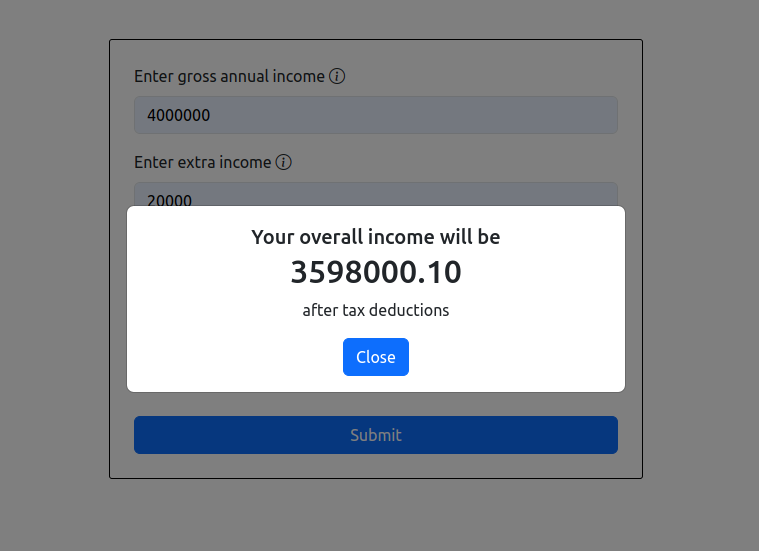 Enter gross annual income
4000000
Enter extra income
20000
Your overall income will be
3598000.10
after tax deductions
Close
Submit